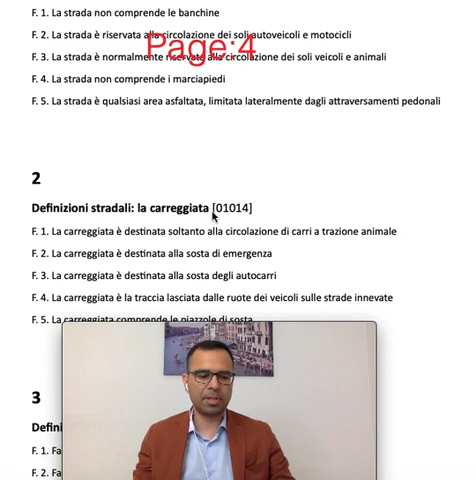 F. 1. La strada non comprende le banchine
F. 2. La strada è riservata alla circolazione dei soli autoveicoli e motocicli
Page:4
F. 3. La strada è normalmente riservata alla circolazione dei soli veicoli e animali
F. 4. La strada non comprende i marciapiedi
F. 5. La strada è qualsiasi area asfaltata, limitata lateralmente dagli attraversamenti pedonali
2
Definizioni stradali: la carreggiata [01014]
F. 1. La carreggiata è destinata soltanto alla circolazione di carri a trazione animale
F. 2. La carreggiata è destinata alla sosta di emergenza
F. 3. La carreggiata è destinata alla sosta degli autocarri
F. 4. La carreggiata è la traccia lasciata dalle ruote dei veicoli sulle strade innevate
F. 5. La carreggiata comprende le piazzole di sosta
3
Defini
F. 1. Fa
F. 2. Fa